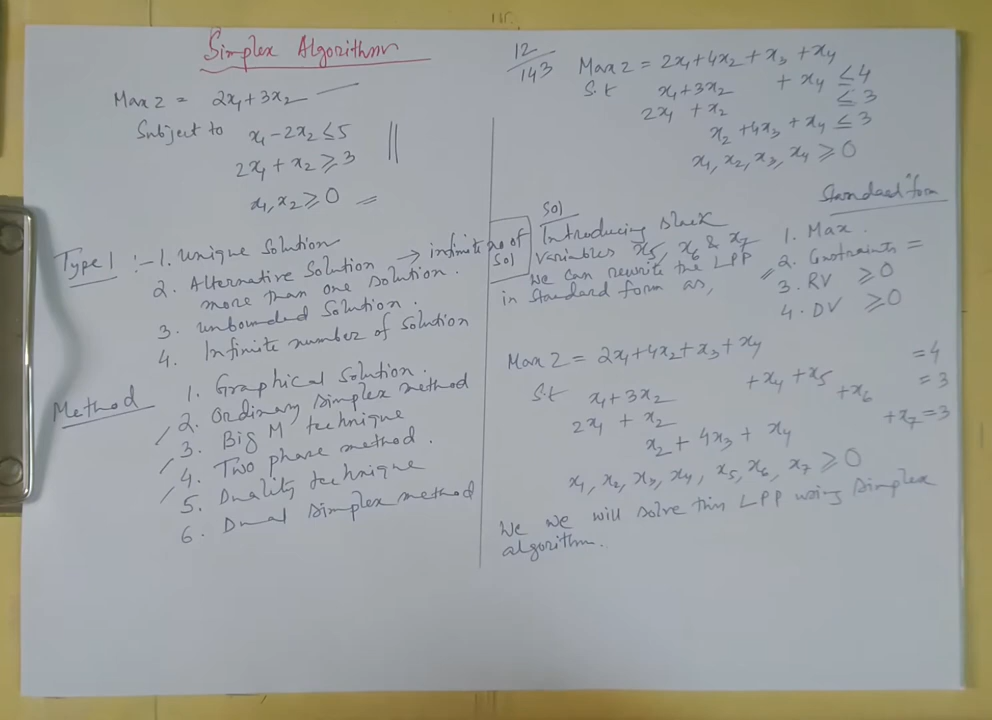 Simplex Algorithm
Max Z = 2x₁+3x₂
Subject to x₁-2x₂ ≤ 5
2x₁+x₂ ≥ 3
x₁, x₂ ≥ 0
Type 1 :- 1. Unique Solution
2. Alternative Solution → infinite no of sol
more than one solution.
3. unbounded solution.
4. Infinite number of solution
Method 1. Graphical Solution.
2. Ordinary simplex method
3. Big M technique
4. Two phase method.
5. Duality technique
6. Dual simplex method
12/143
Max Z = 2x₁+4x₂+x₃+x₄
S.t x₁+3x₂ + x₄ ≤ 4
2x₁ + x₂ ≤ 3
x₂ + 4x₃ + x₄ ≤ 3
x₁, x₂, x₃, x₄ ≥ 0
Standard form
1. Max.
2. Constraints =
3. RV ≥ 0
4. DV ≥ 0
Sol
Introducing slack
variables x₅, x₆ & x₇
We can rewrite the LPP
in standard form as,
Max Z = 2x₁+4x₂+x₃+x₄
S.t x₁+3x₂ +x₄+x₅ =4
2x₁ + x₂ +x₆ =3
x₂ + 4x₃ + x₄ +x₇ =3
x₁, x₂, x₃, x₄, x₅, x₆, x₇ ≥ 0
We we will solve this LPP using simplex
algorithm.